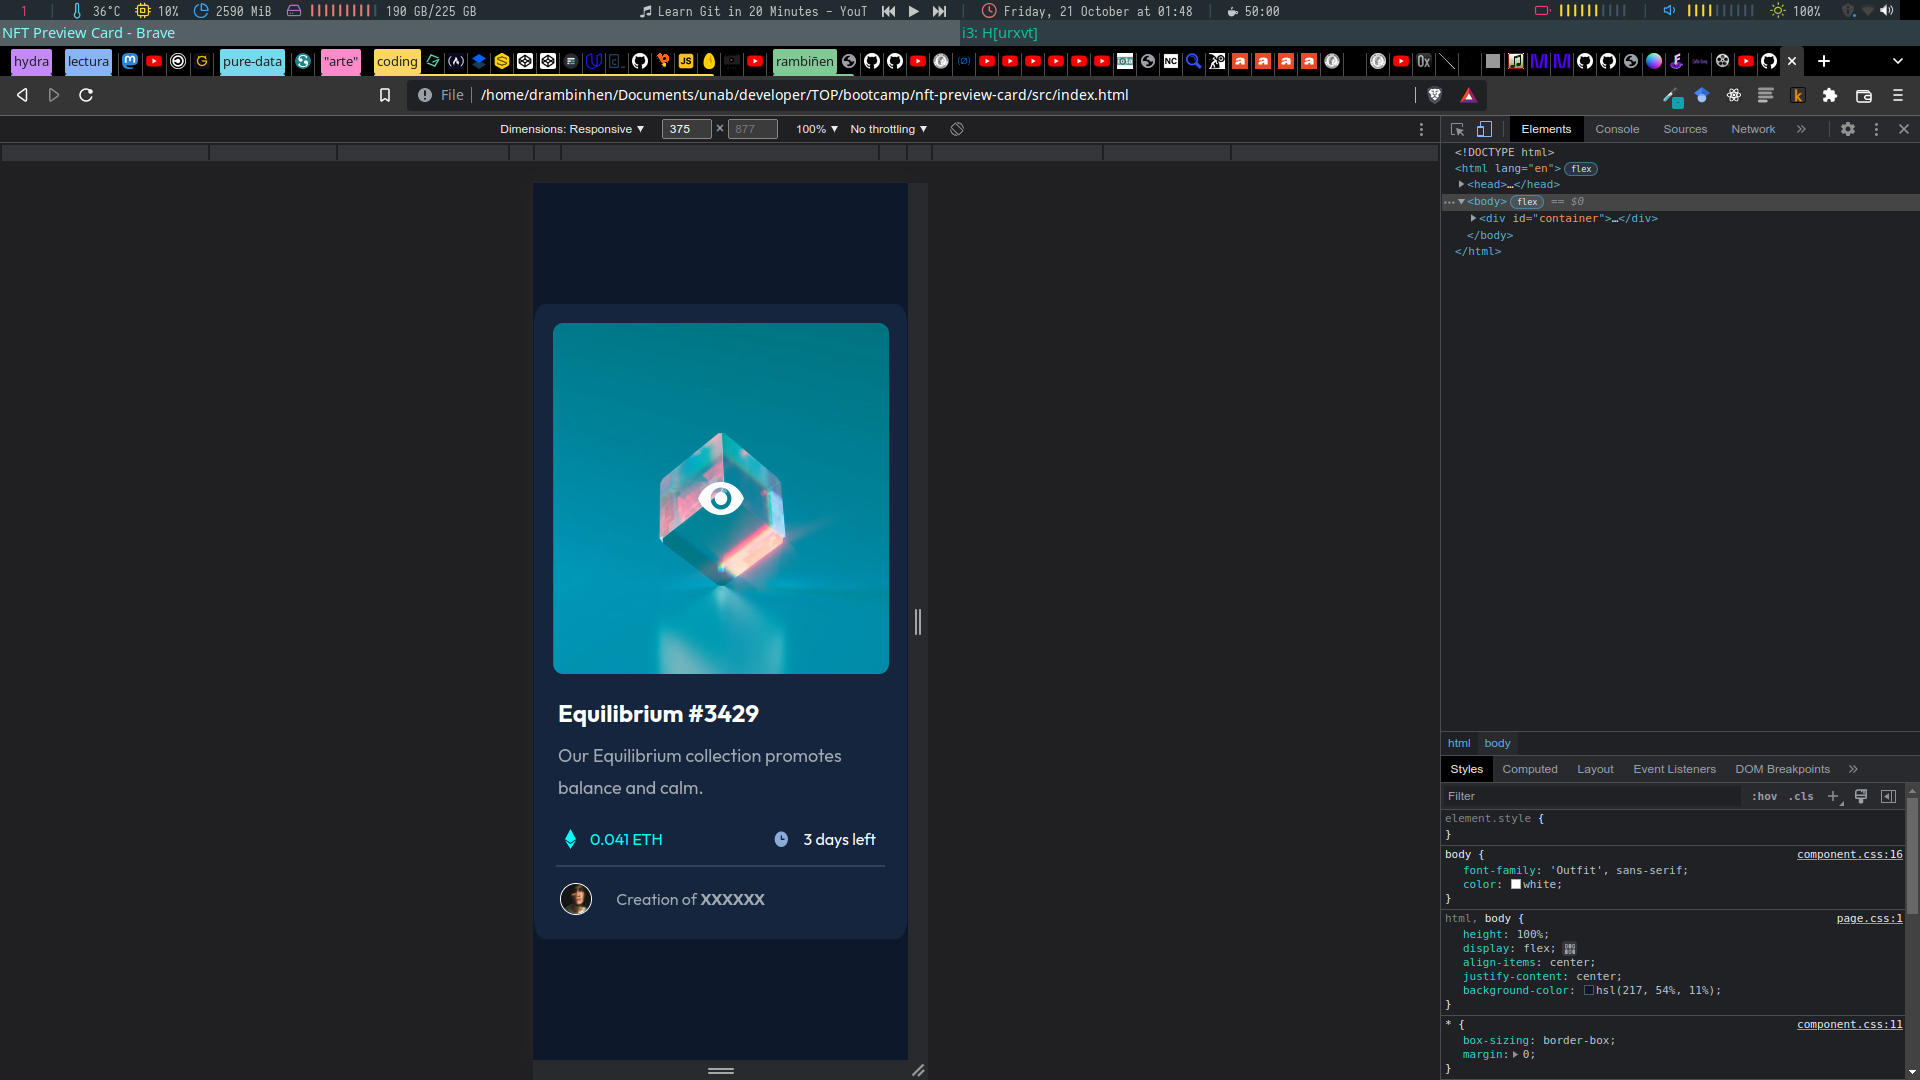 1 36°C 10% 2590 MiB 190 GB/225 GB Learn Git in 20 Minutes - YouT Friday, 21 October at 01:48 50:00 100%
NFT Preview Card - Brave i3: H[urxvt]
hydra lectura pure-data "arte" coding rambiñen
File /home/drambinhen/Documents/unab/developer/TOP/bootcamp/nft-preview-card/src/index.html
Dimensions: Responsive 375 × 877 100% No throttling
Elements Console Sources Network
<!DOCTYPE html>
<html lang="en"> flex
<head>…</head>
<body> flex == $0
<div id="container">…</div>
</body>
</html>
Equilibrium #3429
Our Equilibrium collection promotes
balance and calm.
0.041 ETH 3 days left
Creation of XXXXXX
html body
Styles Computed Layout Event Listeners DOM Breakpoints
Filter :hov .cls
element.style {
}
body { component.css:16
font-family: 'Outfit', sans-serif;
color: white;
}
html, body { page.css:1
height: 100%;
display: flex;
align-items: center;
justify-content: center;
background-color: hsl(217, 54%, 11%);
}
* { component.css:11
box-sizing: border-box;
margin: 0;
}